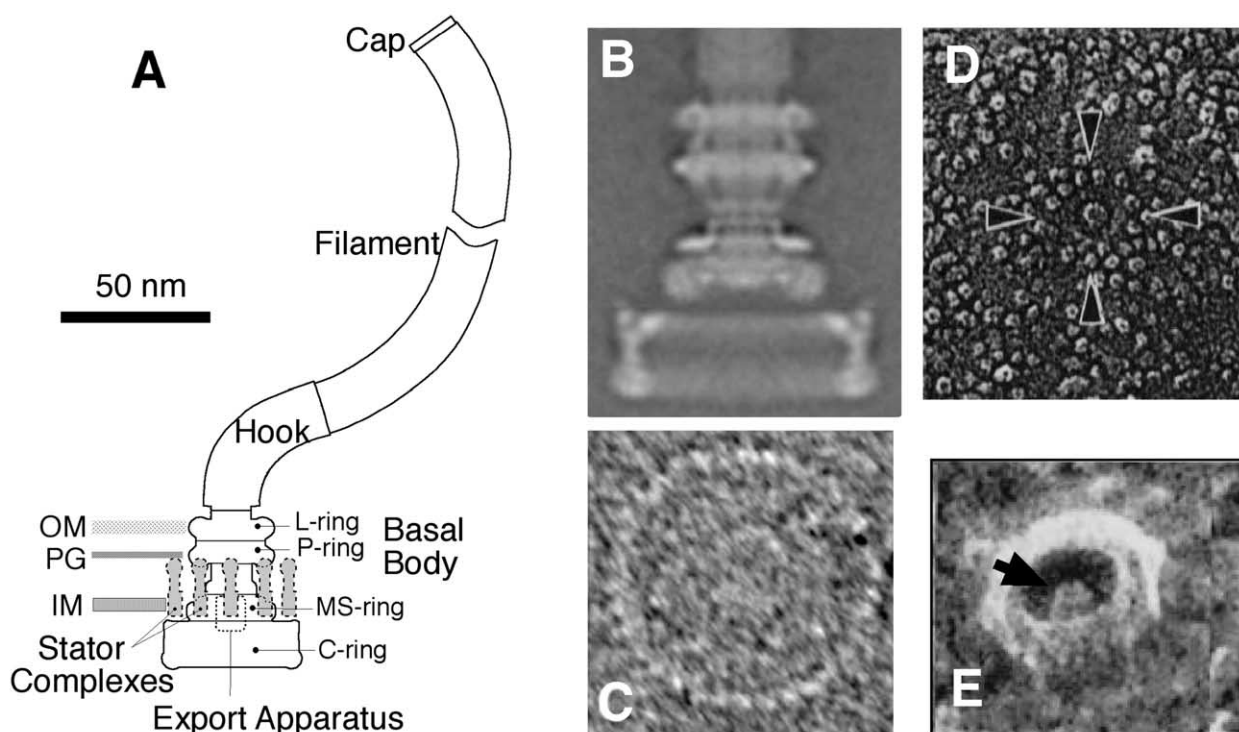 A
Cap
Filament
50 nm
Hook
OM
PG
IM
L-ring
P-ring
Basal
Body
MS-ring
C-ring
Stator
Complexes
Export Apparatus
B
C
D
E